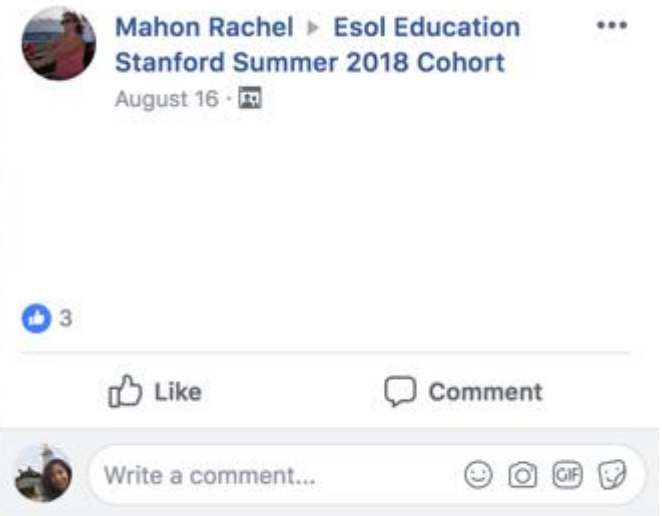 Mahon Rachel ▸ Esol Education
Stanford Summer 2018 Cohort
August 16 ·
3
Like
Comment
Write a comment...
GIF